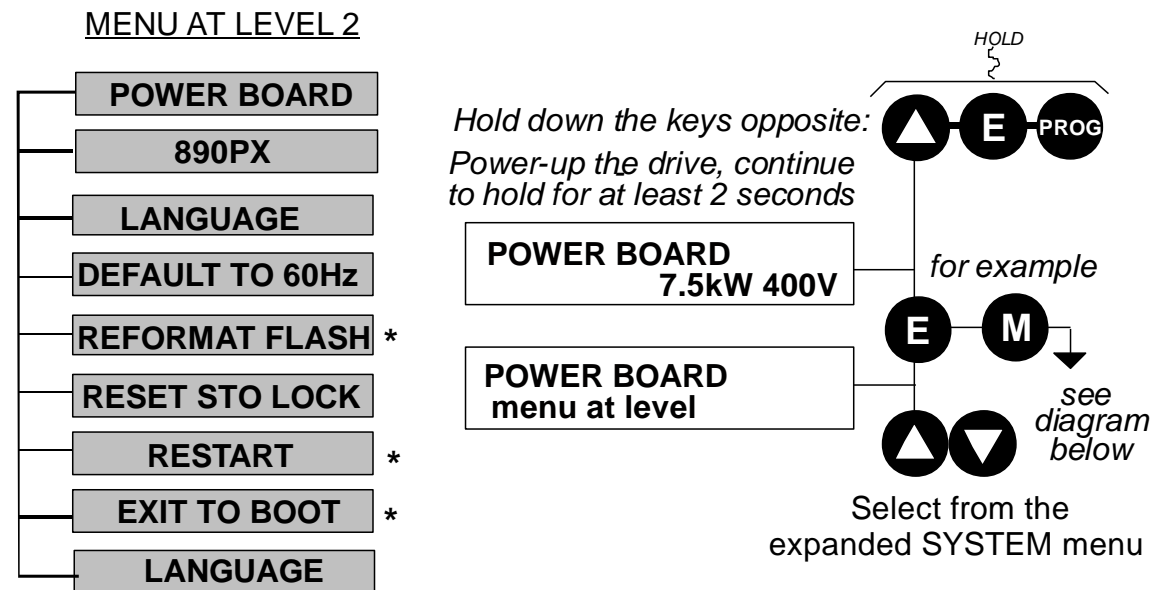 MENU AT LEVEL 2
POWER BOARD
890PX
LANGUAGE
DEFAULT TO 60Hz
REFORMAT FLASH *
RESET STO LOCK
RESTART *
EXIT TO BOOT *
LANGUAGE
HOLD
Hold down the keys opposite:
E
PROG
Power-up the drive, continue
to hold for at least 2 seconds
POWER BOARD
7.5kW 400V
for example
E
M
POWER BOARD
menu at level
see
diagram
below
Select from the
expanded SYSTEM menu